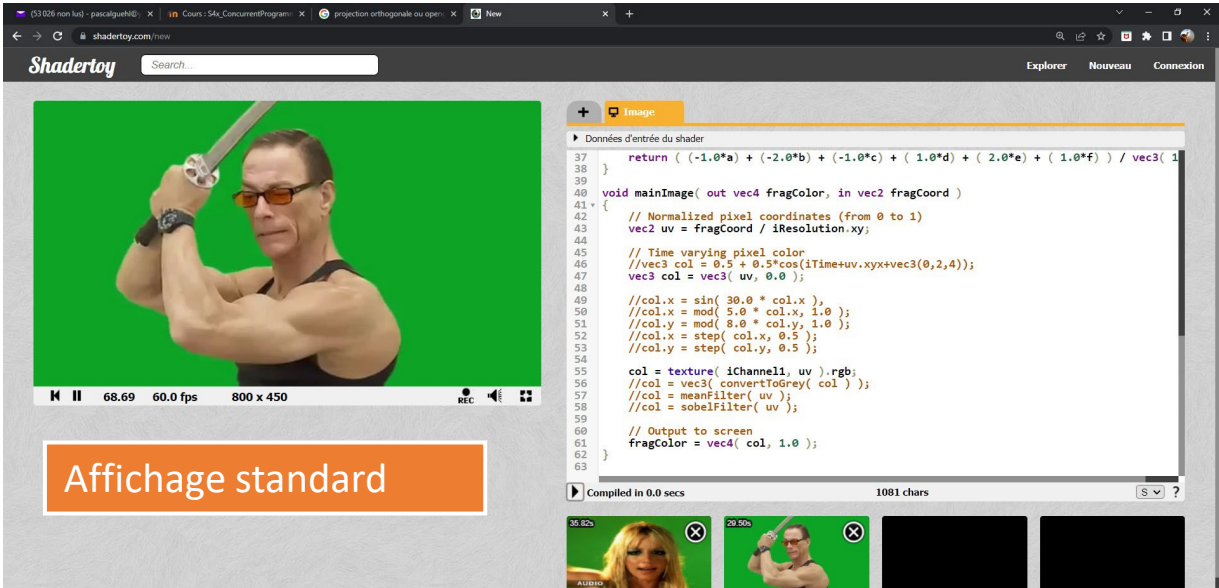 (53 026 non lus) - pascalguehl@
Cours : S4x_ConcurrentProgramm
projection orthogonale ou openg
New
shadertoy.com/new
Shadertoy
Search...
Explorer Nouveau Connexion
+ Image
Données d'entrée du shader
37 return ( (-1.0*a) + (-2.0*b) + (-1.0*c) + ( 1.0*d) + ( 2.0*e) + ( 1.0*f) ) / vec3( 1
38 }
39
40 void mainImage( out vec4 fragColor, in vec2 fragCoord )
41 {
42 // Normalized pixel coordinates (from 0 to 1)
43 vec2 uv = fragCoord / iResolution.xy;
44
45 // Time varying pixel color
46 //vec3 col = 0.5 + 0.5*cos(iTime+uv.xyx+vec3(0,2,4));
47 vec3 col = vec3( uv, 0.0 );
48
49 //col.x = sin( 30.0 * col.x ),
50 //col.x = mod( 5.0 * col.x, 1.0 );
51 //col.y = mod( 8.0 * col.y, 1.0 );
52 //col.x = step( col.x, 0.5 );
53 //col.y = step( col.y, 0.5 );
54
55 col = texture( iChannel1, uv ).rgb;
56 //col = vec3( convertToGrey( col ) );
57 //col = meanFilter( uv );
58 //col = sobelFilter( uv );
59
60 // Output to screen
61 fragColor = vec4( col, 1.0 );
62 }
63
68.69 60.0 fps 800 x 450 REC
Affichage standard
Compiled in 0.0 secs 1081 chars S ?
35.82s
29.50s
AUDIO